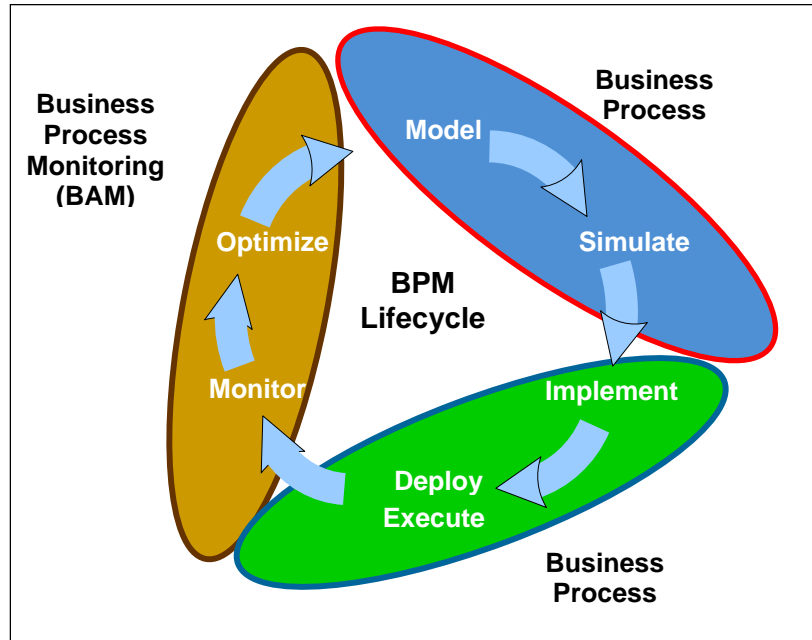 Business
Process
Monitoring
(BAM)
Model
Business
Process
Optimize
Simulate
BPM
Lifecycle
Monitor
Implement
Deploy
Execute
Business
Process